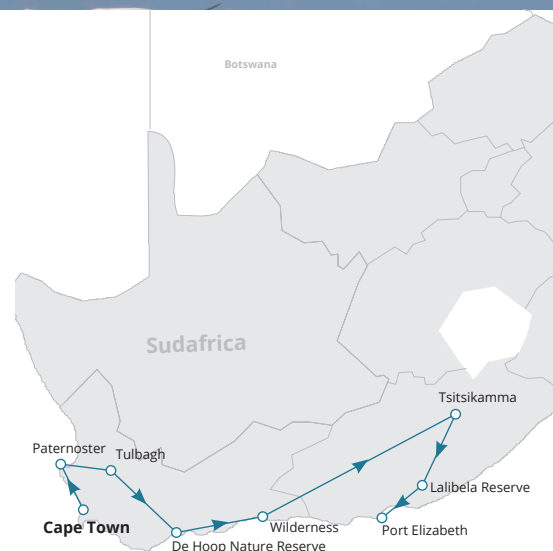 Botswana
Sudafrica
Tsitsikamma
Paternoster
Tulbagh
Lalibela Reserve
Cape Town
Wilderness
Port Elizabeth
De Hoop Nature Reserve